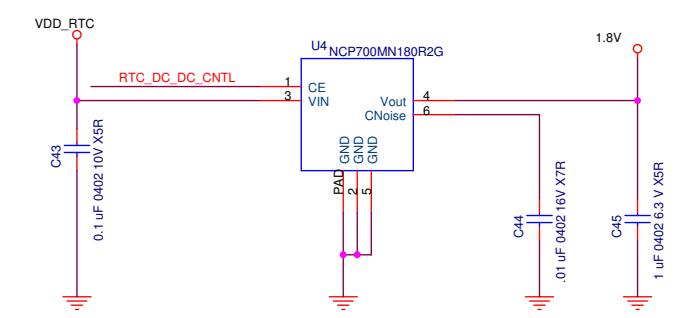 VDD_RTC
1.8V
U4
NCP700MN180R2G
RTC_DC_DC_CNTL
1
CE
3
VIN
Vout
4
CNoise
6
GND
GND
GND
PAD
2
5
C43
0.1 uF 0402 10V X5R
C44
.01 uF 0402 16V X7R
C45
1 uF 0402 6.3 V X5R